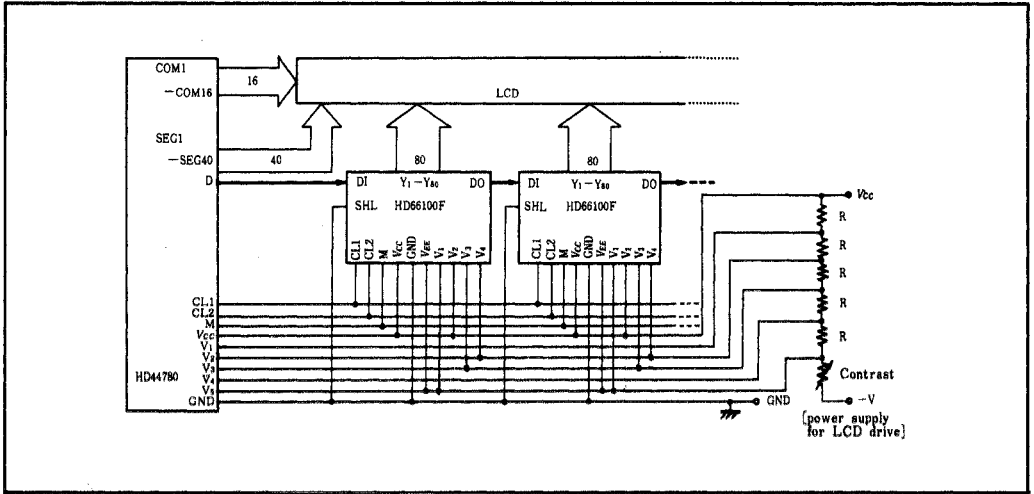 COM1
—COM16
16
LCD
SEG1
—SEG40
40
D
80
80
DI Y₁—Y₈₀ DO
SHL HD66100F
CL1 CL2 M Vcc GND VEE V₁ V₂ V₃ V₄
DI Y₁—Y₈₀ DO
SHL HD66100F
CL1 CL2 M Vcc GND VEE V₁ V₂ V₃ V₄
Vcc
R
R
R
R
R
Contrast
—V
[power supply
for LCD drive]
CL1
CL2
M
Vcc
V₁
V₂
V₃
V₄
V₅
GND
HD44780
GND